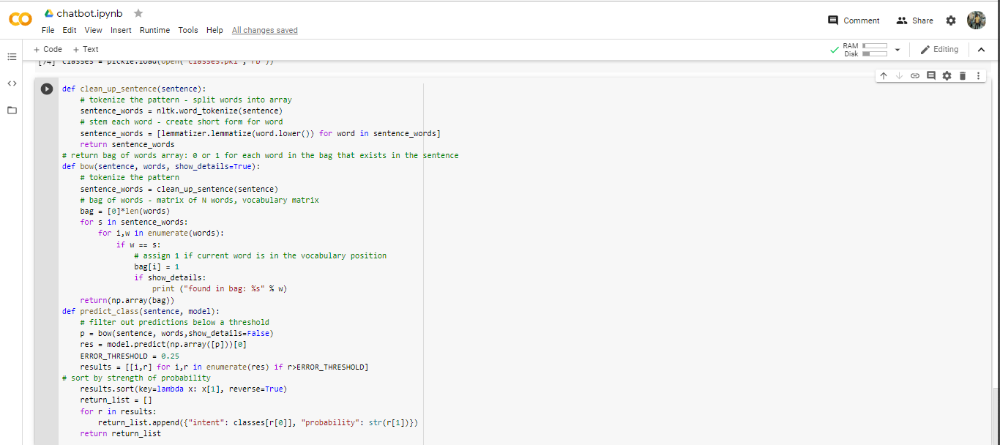 chatbot.ipynb
File Edit View Insert Runtime Tools Help All changes saved
Comment Share
+ Code + Text
RAM
Disk
Editing
[74] classes = pickle.load(open('classes.pkl','rb'))
def clean_up_sentence(sentence):
    # tokenize the pattern - split words into array
    sentence_words = nltk.word_tokenize(sentence)
    # stem each word - create short form for word
    sentence_words = [lemmatizer.lemmatize(word.lower()) for word in sentence_words]
    return sentence_words
# return bag of words array: 0 or 1 for each word in the bag that exists in the sentence
def bow(sentence, words, show_details=True):
    # tokenize the pattern
    sentence_words = clean_up_sentence(sentence)
    # bag of words - matrix of N words, vocabulary matrix
    bag = [0]*len(words)
    for s in sentence_words:
        for i,w in enumerate(words):
            if w == s:
                # assign 1 if current word is in the vocabulary position
                bag[i] = 1
                if show_details:
                    print ("found in bag: %s" % w)
    return(np.array(bag))
def predict_class(sentence, model):
    # filter out predictions below a threshold
    p = bow(sentence, words,show_details=False)
    res = model.predict(np.array([p]))[0]
    ERROR_THRESHOLD = 0.25
    results = [[i,r] for i,r in enumerate(res) if r>ERROR_THRESHOLD]
# sort by strength of probability
    results.sort(key=lambda x: x[1], reverse=True)
    return_list = []
    for r in results:
        return_list.append({"intent": classes[r[0]], "probability": str(r[1])})
    return return_list